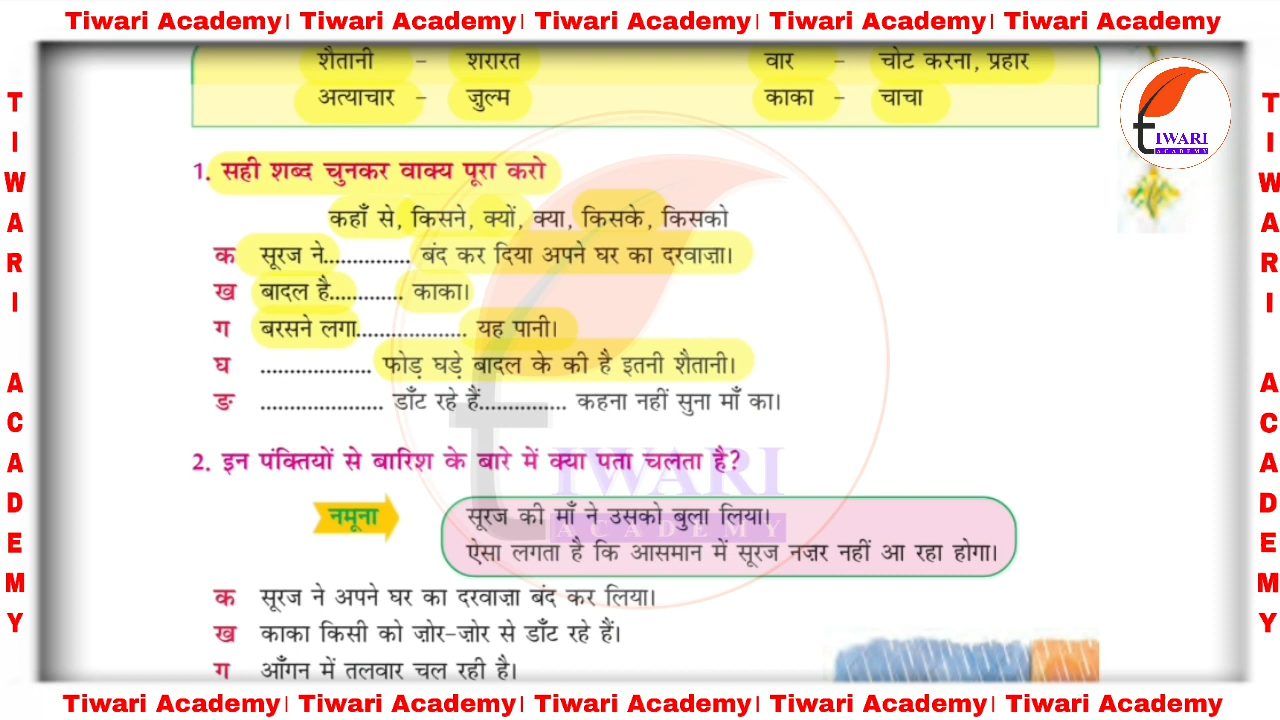 Tiwari Academy। Tiwari Academy। Tiwari Academy। Tiwari Academy। Tiwari Academy
TIWARI ACADEMY
TIWARI ACADEMY
शैतानी – शरारत वार – चोट करना, प्रहार
अत्याचार – जुल्म काका – चाचा
tIWARI
ACADEMY
1. सही शब्द चुनकर वाक्य पूरा करो
कहाँ से, किसने, क्यों, क्या, किसके, किसको
क सूरज ने............... बंद कर दिया अपने घर का दरवाज़ा।
ख बादल है............. काका।
ग बरसने लगा................... यह पानी।
घ ................... फोड़ घड़े बादल के की है इतनी शैतानी।
ङ ..................... डाँट रहे हैं............... कहना नहीं सुना माँ का।
2. इन पंक्तियों से बारिश के बारे में क्या पता चलता है?
tIWARI
ACADEMY
नमूना सूरज की माँ ने उसको बुला लिया।
ऐसा लगता है कि आसमान में सूरज नज़र नहीं आ रहा होगा।
क सूरज ने अपने घर का दरवाज़ा बंद कर लिया।
ख काका किसी को ज़ोर-ज़ोर से डाँट रहे हैं।
ग आँगन में तलवार चल रही है।
Tiwari Academy। Tiwari Academy। Tiwari Academy। Tiwari Academy। Tiwari Academy